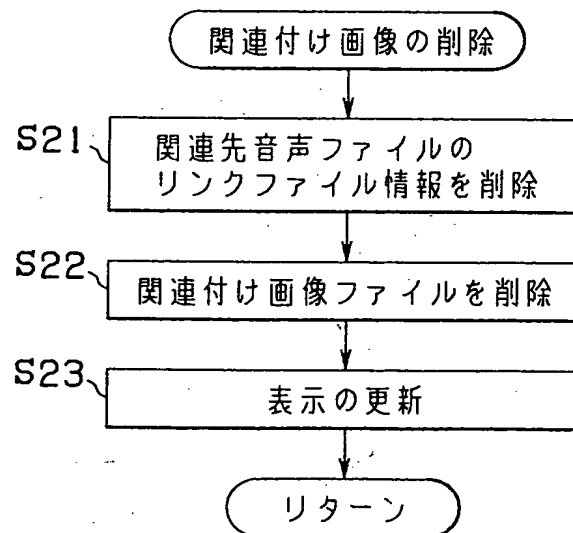 関連付け画像の削除
S21
関連先音声ファイルの
リンクファイル情報を削除
S22
関連付け画像ファイルを削除
S23
表示の更新
リターン